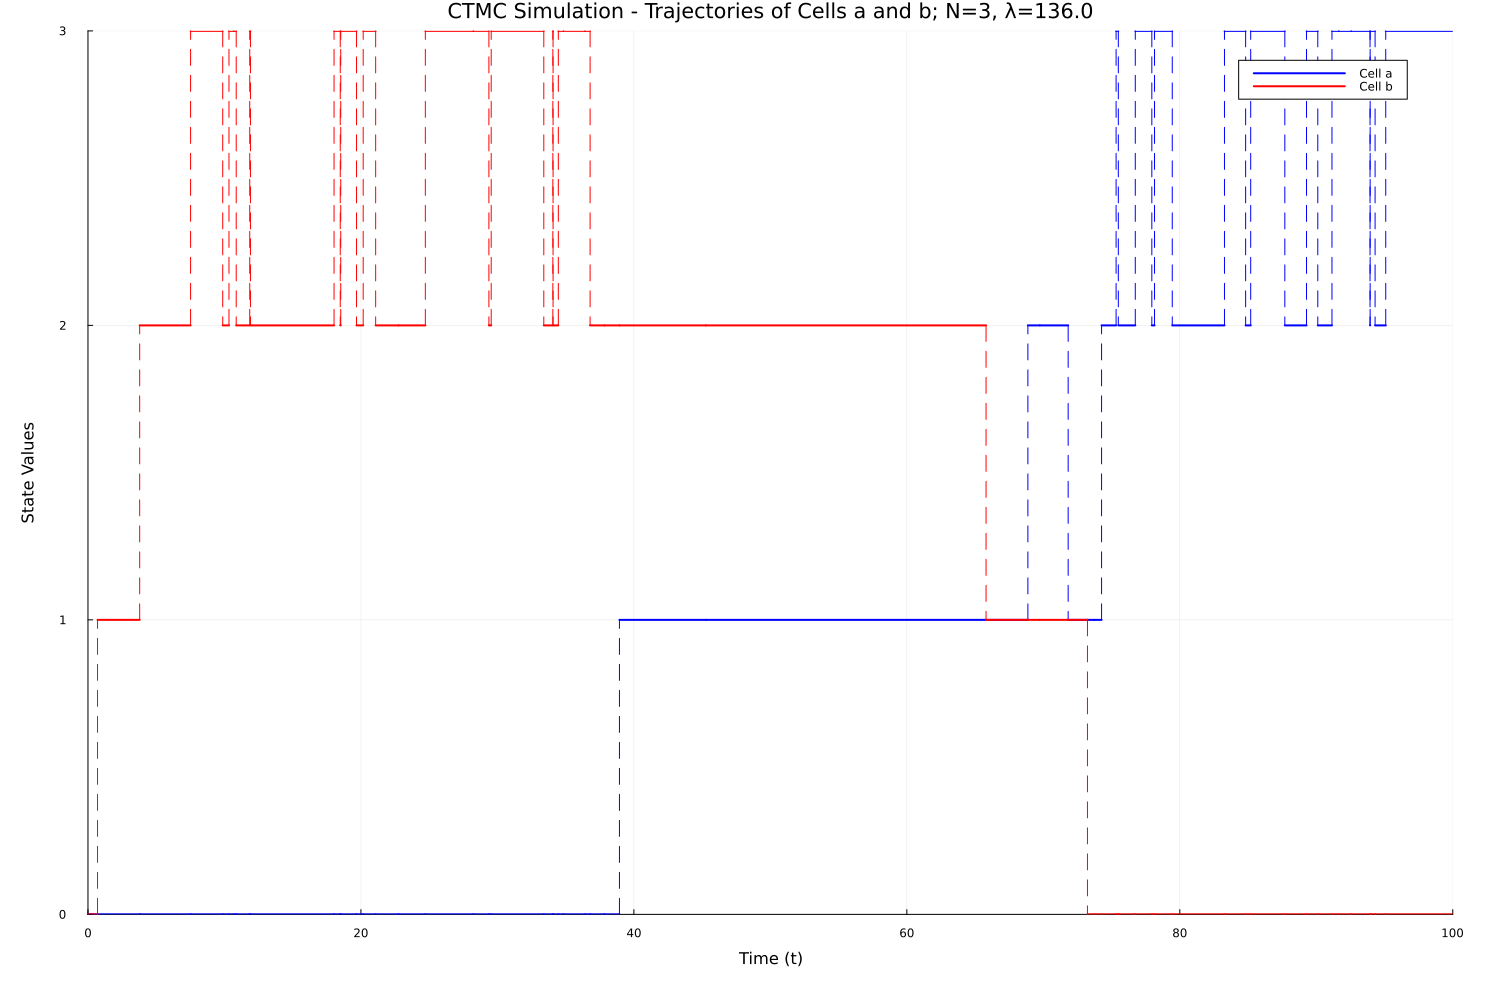 CTMC Simulation - Trajectories of Cells a and b; N=3, λ=136.0
3
Cell a
Cell b
2
State Values
1
0
0 20 40 60 80 100
Time (t)